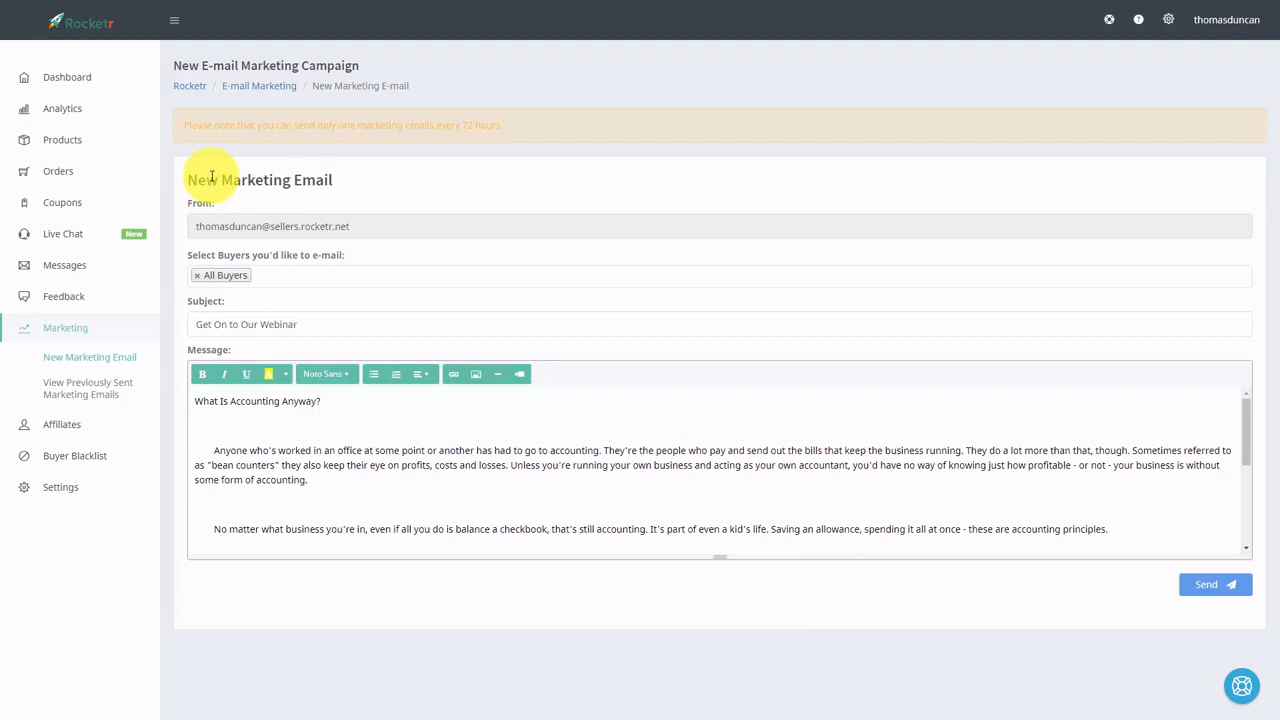 Rocketr
thomasduncan
Dashboard
Analytics
Products
Orders
Coupons
Live Chat New
Messages
Feedback
Marketing
New Marketing Email
View Previously Sent
Marketing Emails
Affiliates
Buyer Blacklist
Settings
New E-mail Marketing Campaign
Rocketr / E-mail Marketing / New Marketing E-mail
Please note that you can send only one marketing emails every 72 hours
New Marketing Email
From:
thomasduncan@sellers.rocketr.net
Select Buyers you'd like to e-mail:
× All Buyers
Subject:
Get On to Our Webinar
Message:
B I U A Noto Sans
What Is Accounting Anyway?
Anyone who's worked in an office at some point or another has had to go to accounting. They're the people who pay and send out the bills that keep the business running. They do a lot more than that, though. Sometimes referred to
as "bean counters" they also keep their eye on profits, costs and losses. Unless you're running your own business and acting as your own accountant, you'd have no way of knowing just how profitable - or not - your business is without
some form of accounting.
No matter what business you're in, even if all you do is balance a checkbook, that's still accounting. It's part of even a kid's life. Saving an allowance, spending it all at once - these are accounting principles.
Send